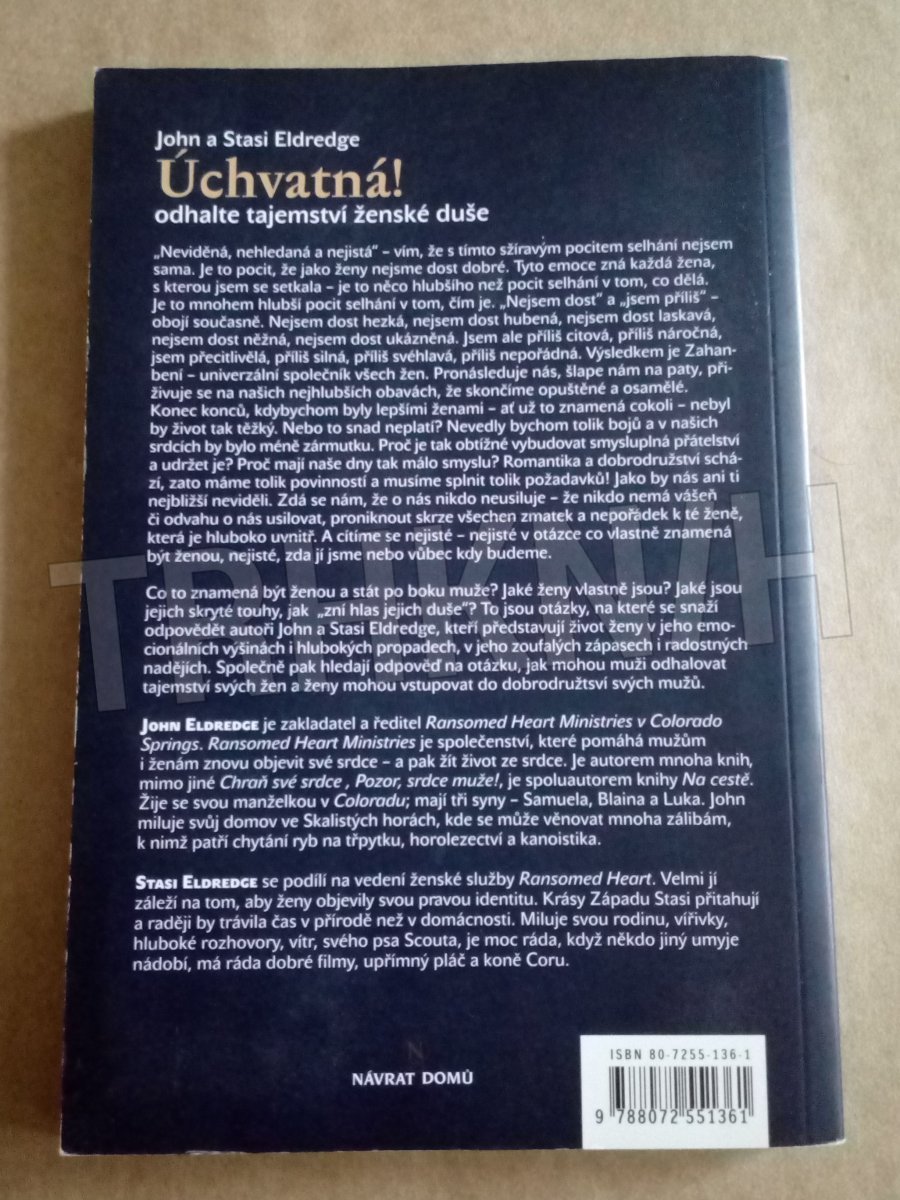 John a Stasi Eldredge
Úchvatná!
odhalte tajemství ženské duše
„Neviděná, nehledaná a nejistá“ – vím, že s tímto sžíravým pocitem selhání nejsem
sama. Je to pocit, že jako ženy nejsme dost dobré. Tyto emoce zná každá žena,
s kterou jsem se setkala – je to něco hlubšího než pocit selhání v tom, co dělá.
Je to mnohem hlubší pocit selhání v tom, čím je. „Nejsem dost“ a „jsem příliš“ –
obojí současně. Nejsem dost hezká, nejsem dost hubená, nejsem dost laskavá,
nejsem dost něžná, nejsem dost ukázněná. Jsem ale příliš citová, příliš náročná,
jsem přecitlivělá, příliš silná, příliš svéhlavá, příliš nepořádná. Výsledkem je Zahan-
bení – univerzální společník všech žen. Pronásleduje nás, šlape nám na paty, při-
živuje se na našich nejhlubších obavách, že skončíme opuštěné a osamělé.
Konec konců, kdybychom byly lepšími ženami – ať už to znamená cokoli – nebyl
by život tak těžký. Nebo to snad neplatí? Nevedly bychom tolik bojů a v našich
srdcích by bylo méně zármutku. Proč je tak obtížné vybudovat smysluplná přátelství
a udržet je? Proč mají naše dny tak málo smyslu? Romantika a dobrodružství schá-
zí, zato máme tolik povinností a musíme splnit tolik požadavků! Jako by nás ani ti
nejbližší neviděli. Zdá se nám, že o nás nikdo neusiluje – že nikdo nemá vášeň
či odvahu o nás usilovat, proniknout skrze všechen zmatek a nepořádek k té ženě,
která je hluboko uvnitř. A cítíme se nejistě – nejistě v otázce co vlastně znamená
být ženou, nejisté, zda jí jsme nebo vůbec kdy budeme.
Co to znamená být ženou a stát po boku muže? Jaké ženy vlastně jsou? Jaké jsou
jejich skryté touhy, jak „zní hlas jejich duše“? To jsou otázky, na které se snaží
odpovědět autoři John a Stasi Eldredge, kteří představují život ženy v jeho emo-
cionálních výšinách i hlubokých propadech, v jeho zoufalých zápasech i radostných
nadějích. Společně pak hledají odpověď na otázku, jak mohou muži odhalovat
tajemství svých žen a ženy mohou vstupovat do dobrodružtsví svých mužů.
JOHN ELDREDGE je zakladatel a ředitel Ransomed Heart Ministries v Colorado
Springs. Ransomed Heart Ministries je společenství, které pomáhá mužům
i ženám znovu objevit své srdce – a pak žít život ze srdce. Je autorem mnoha knih,
mimo jiné Chraň své srdce , Pozor, srdce muže!, je spoluautorem knihy Na cestě.
Žije se svou manželkou v Coloradu; mají tři syny – Samuela, Blaina a Luka. John
miluje svůj domov ve Skalistých horách, kde se může věnovat mnoha zálibám,
k nimž patří chytání ryb na třpytku, horolezectví a kanoistika.
STASI ELDREDGE se podílí na vedení ženské služby Ransomed Heart. Velmi jí
záleží na tom, aby ženy objevily svou pravou identitu. Krásy Západu Stasi přitahují
a raději by trávila čas v přírodě než v domácnosti. Miluje svou rodinu, vířivky,
hluboké rozhovory, vítr, svého psa Scouta, je moc ráda, když někdo jiný umyje
nádobí, má ráda dobré filmy, upřímný pláč a koně Coru.
N
NÁVRAT DOMŮ
ISBN 80-7255-136-1
9 788072 551361
TRHKNIH